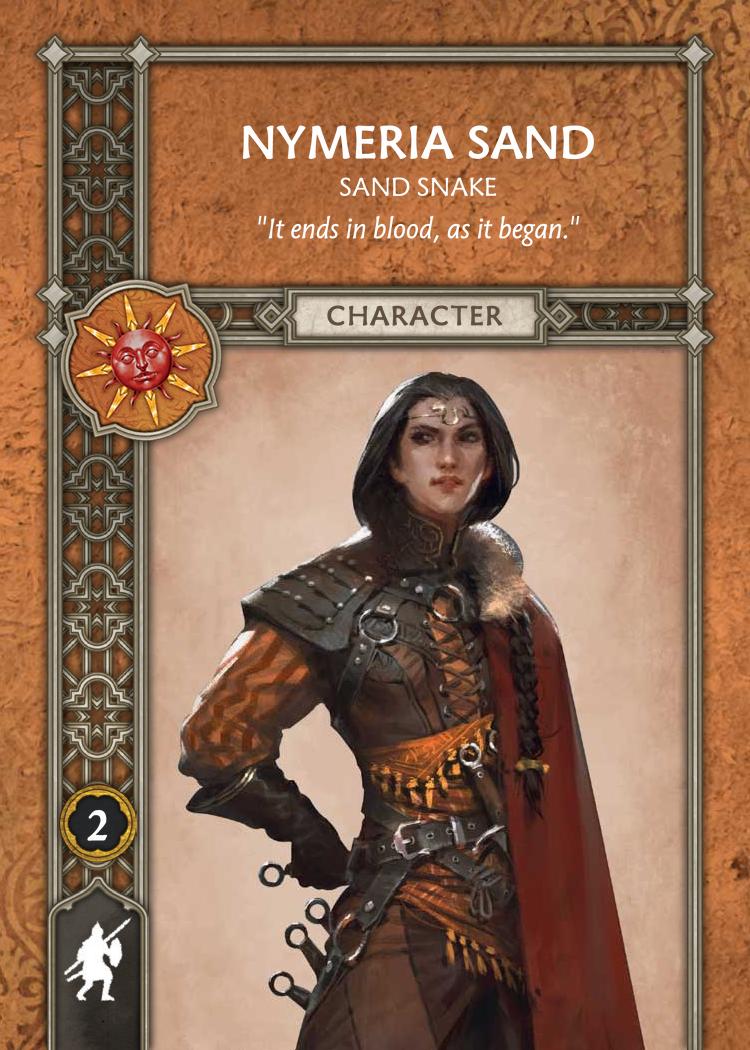 NYMERIA SAND
SAND SNAKE
"It ends in blood, as it began."
CHARACTER
2